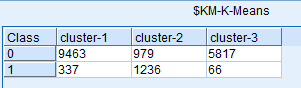 $KM-K-Means
Class cluster-1 cluster-2 cluster-3
0 9463 979 5817
1 337 1236 66